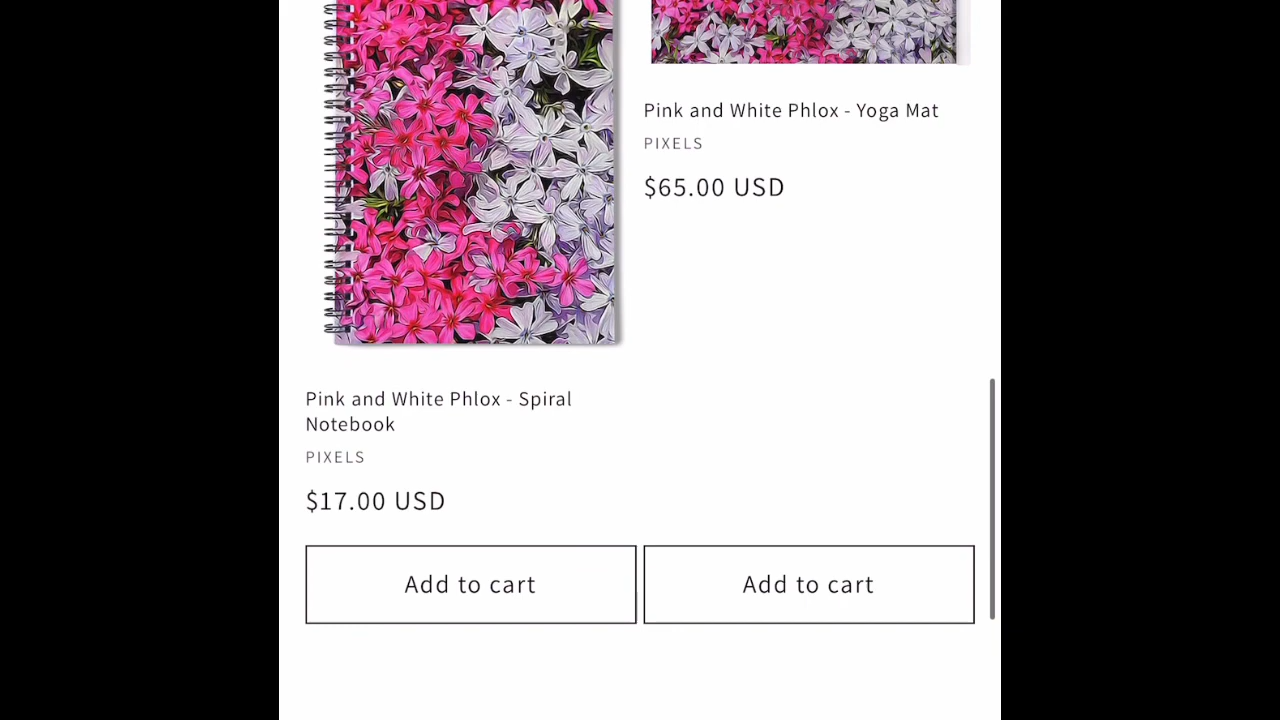 Pink and White Phlox - Yoga Mat
PIXELS
$65.00 USD
Pink and White Phlox - Spiral
Notebook
PIXELS
$17.00 USD
Add to cart
Add to cart